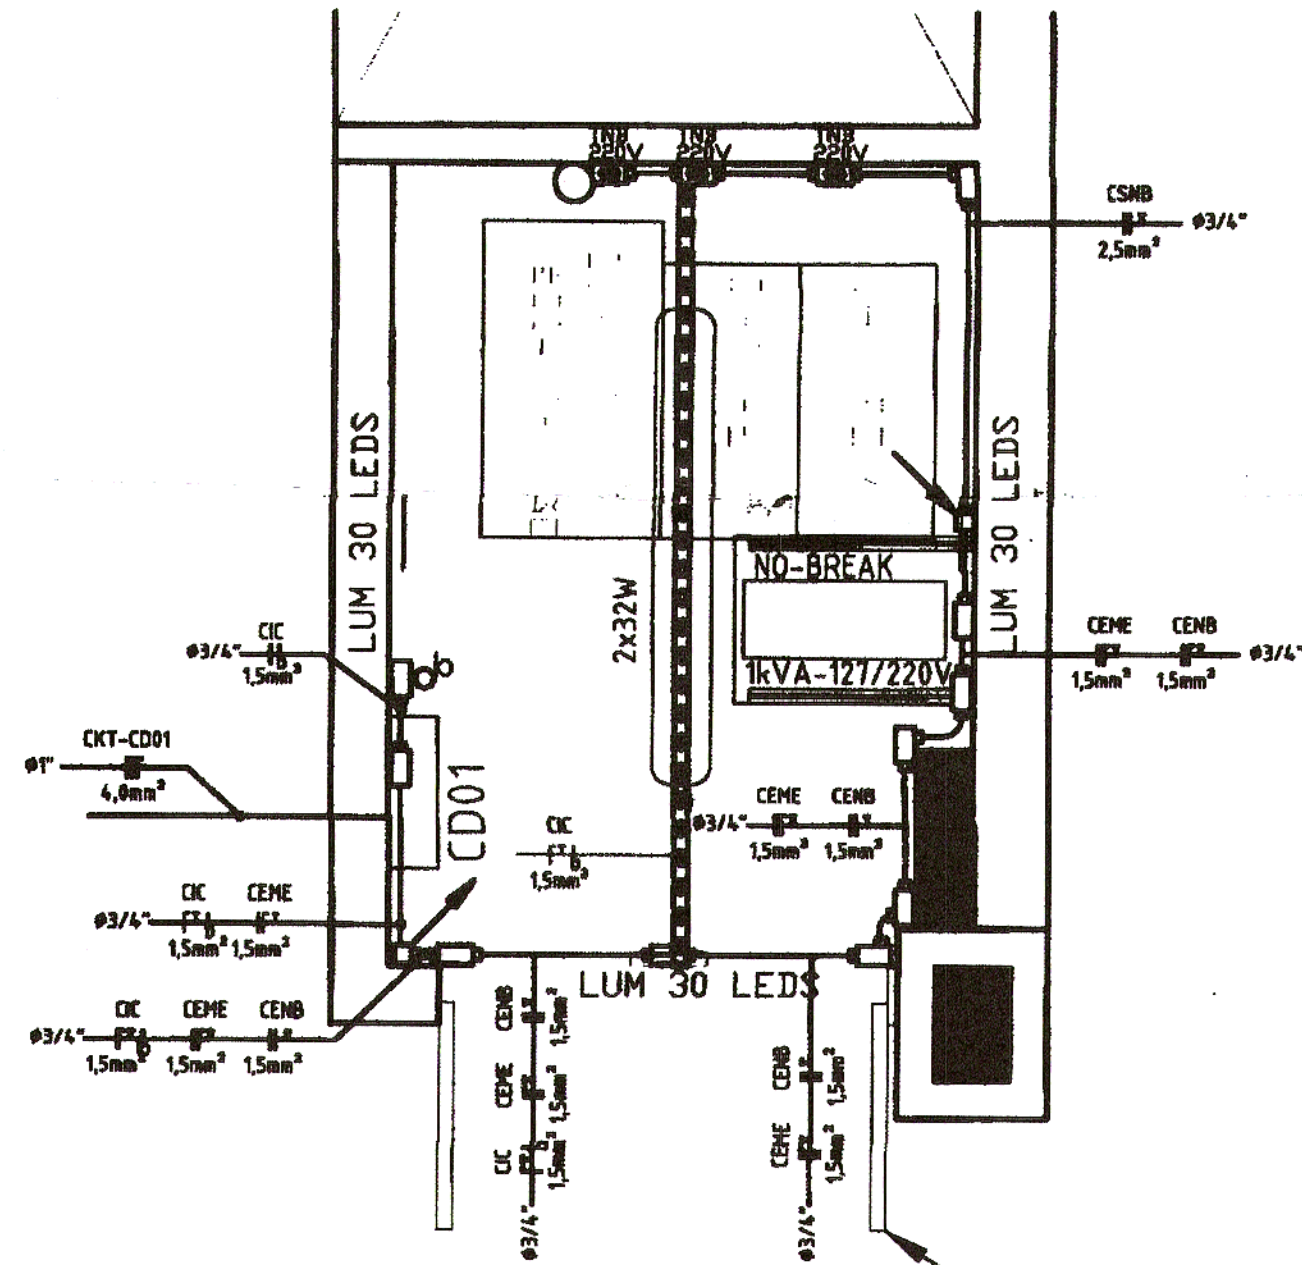 TNB TNB TNB
220V 220V 220V
CSNB
ø3/4"
2,5mm²
LUM 30 LEDS
LUM 30 LEDS
NO-BREAK
1kVA-127/220V
2x32W
CIC
ø3/4"
1,5mm²
b
CEME CENB
ø3/4"
1,5mm² 1,5mm²
CKT-CD01
ø1"
4,0mm²
CD01
CEME CENB
ø3/4"
1,5mm² 1,5mm²
CIC
1,5mm²
CIC CEME
ø3/4"
1,5mm² 1,5mm²
LUM 30 LEDS
CIC CEME CENB
ø3/4"
1,5mm² 1,5mm² 1,5mm²
CIC CEME CENB
1,5mm² 1,5mm² 1,5mm²
ø3/4"
CEME CENB
1,5mm² 1,5mm²
ø3/4"